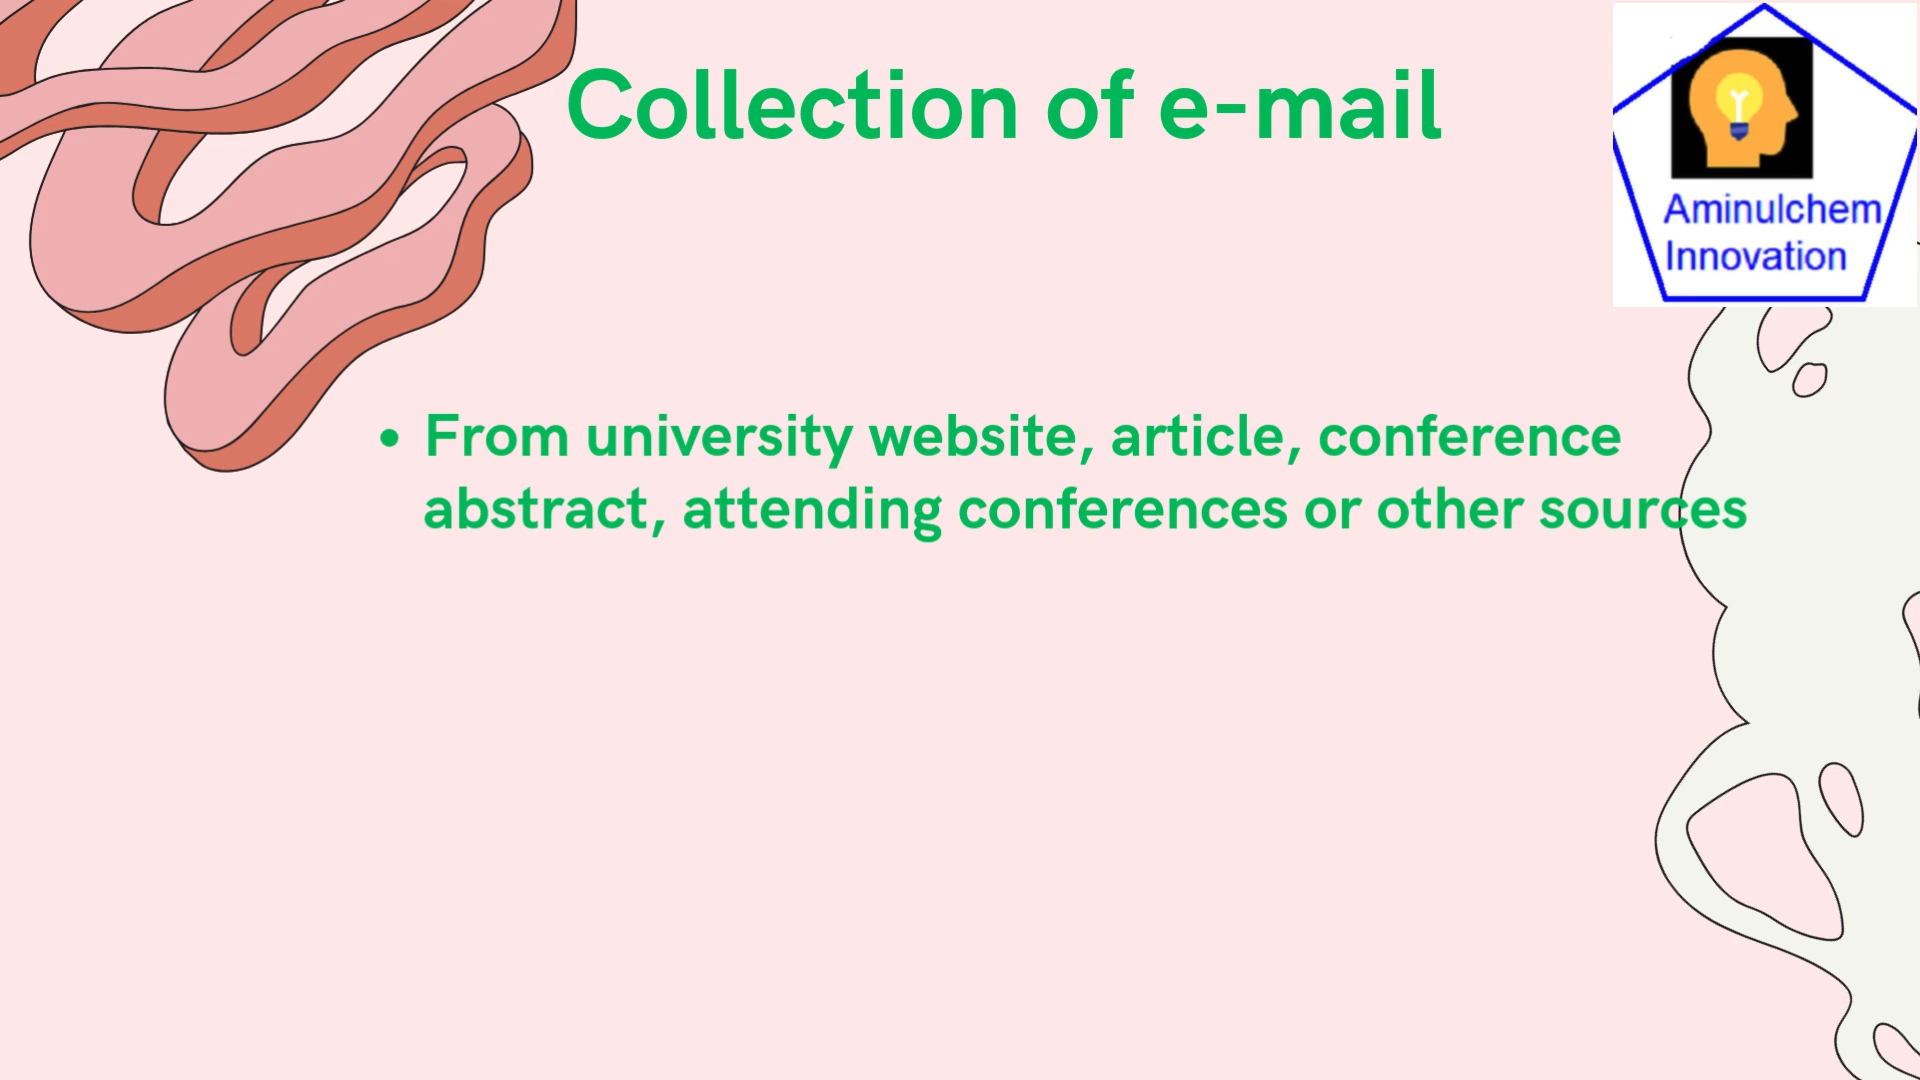 Collection of e-mail
Aminulchem
Innovation
• From university website, article, conference
abstract, attending conferences or other sources